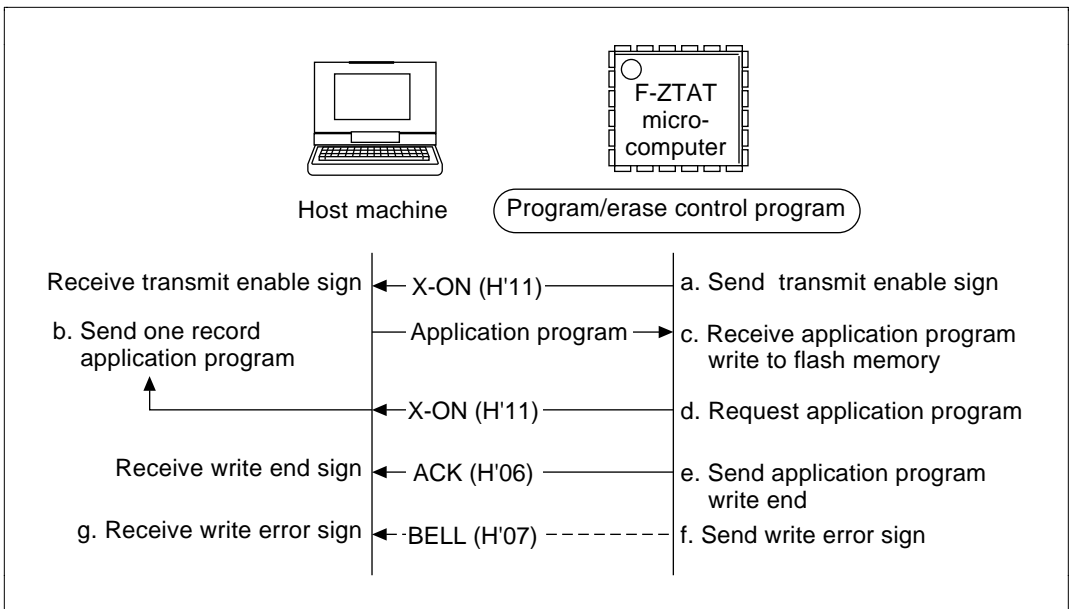 F-ZTAT
micro-
computer
Host machine
Program/erase control program
Receive transmit enable sign
X-ON (H'11)
a. Send transmit enable sign
b. Send one record
application program
Application program
c. Receive application program
write to flash memory
X-ON (H'11)
d. Request application program
Receive write end sign
ACK (H'06)
e. Send application program
write end
g. Receive write error sign
BELL (H'07)
f. Send write error sign